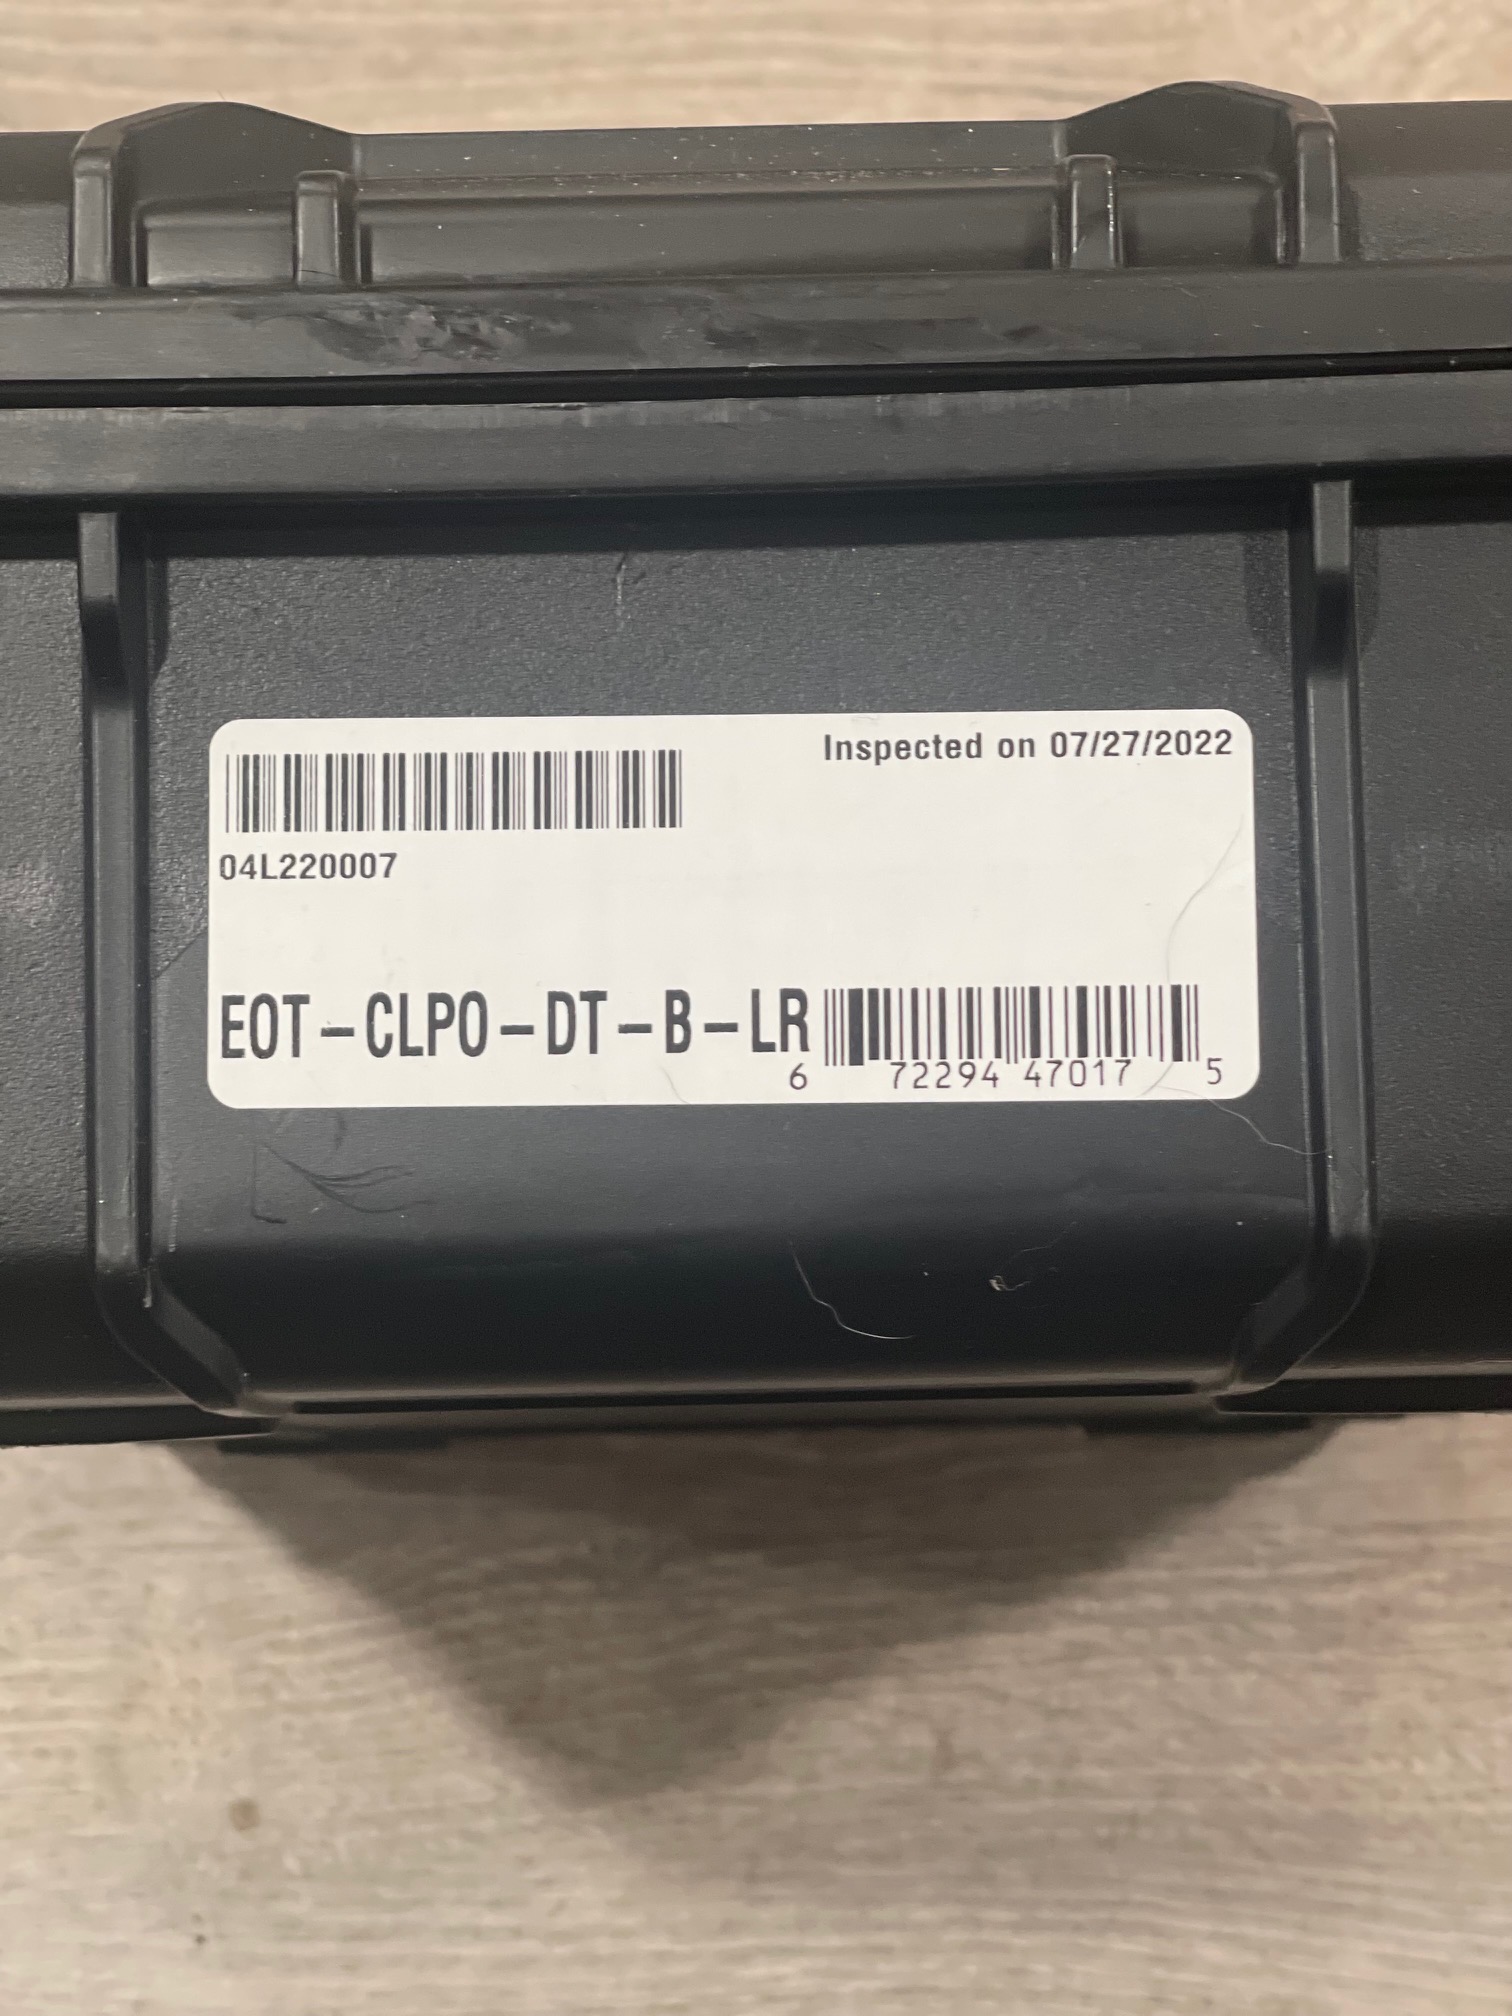 Inspected on 07/27/2022
04L220007
EOT-CLPO-DT-B-LR
6 72294 47017 5